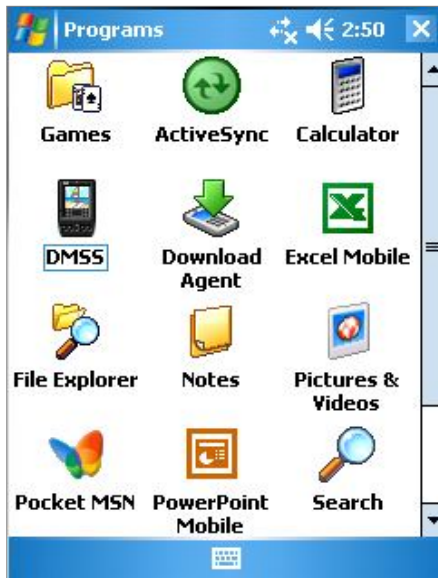 Programs 2:50
Games ActiveSync Calculator
DMSS Download Agent Excel Mobile
File Explorer Notes Pictures & Videos
Pocket MSN PowerPoint Mobile Search